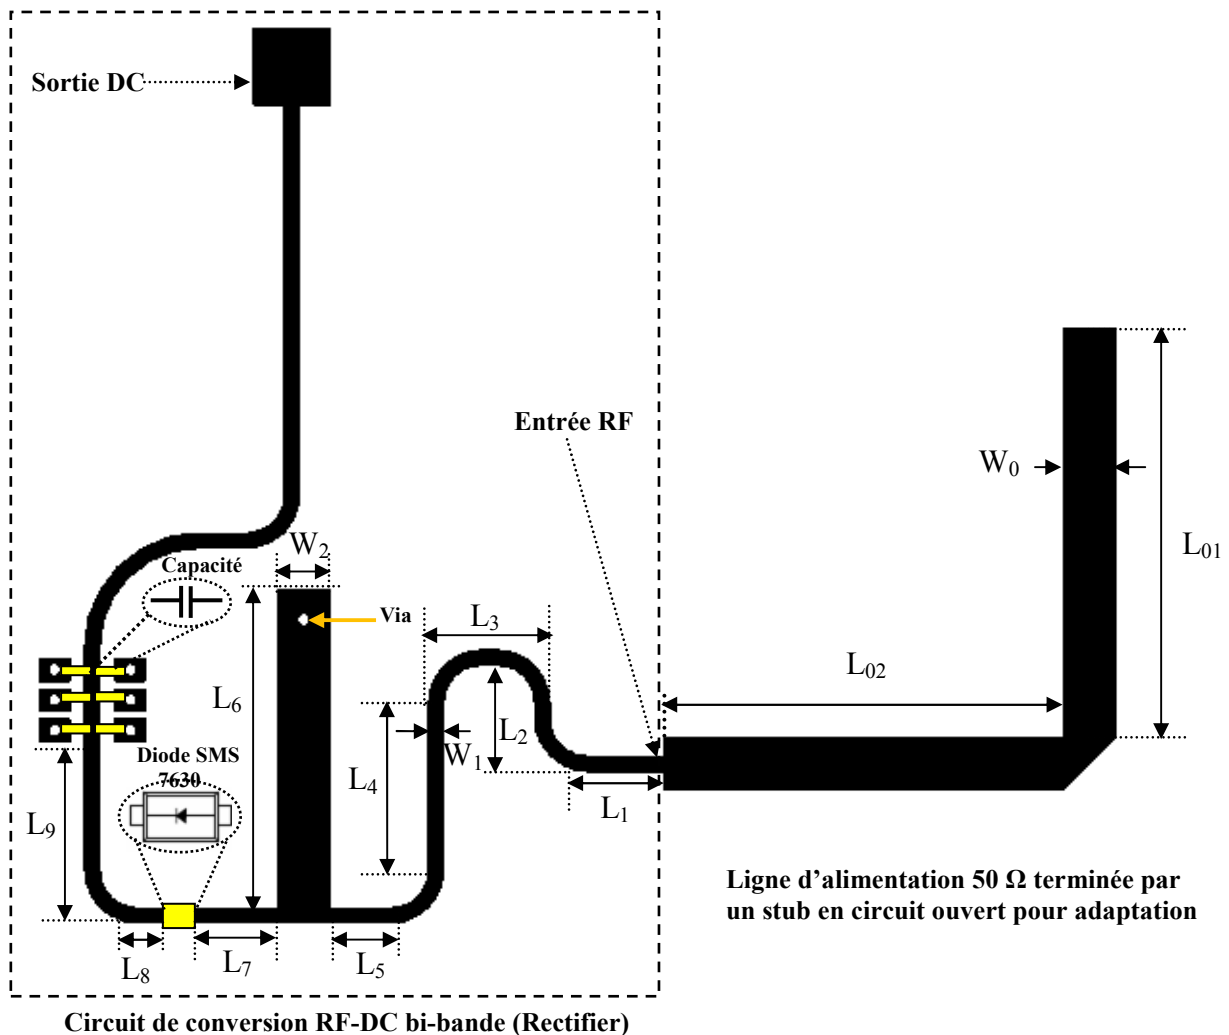 Sortie DC
Entrée RF
W₀
L₀₁
W₂
Capacité
Via
L₃
L₀₂
L₆
L₂
W₁
Diode SMS
7630
L₄
L₁
L₉
Ligne d’alimentation 50 Ω terminée par
un stub en circuit ouvert pour adaptation
L₈
L₇
L₅
Circuit de conversion RF-DC bi-bande (Rectifier)